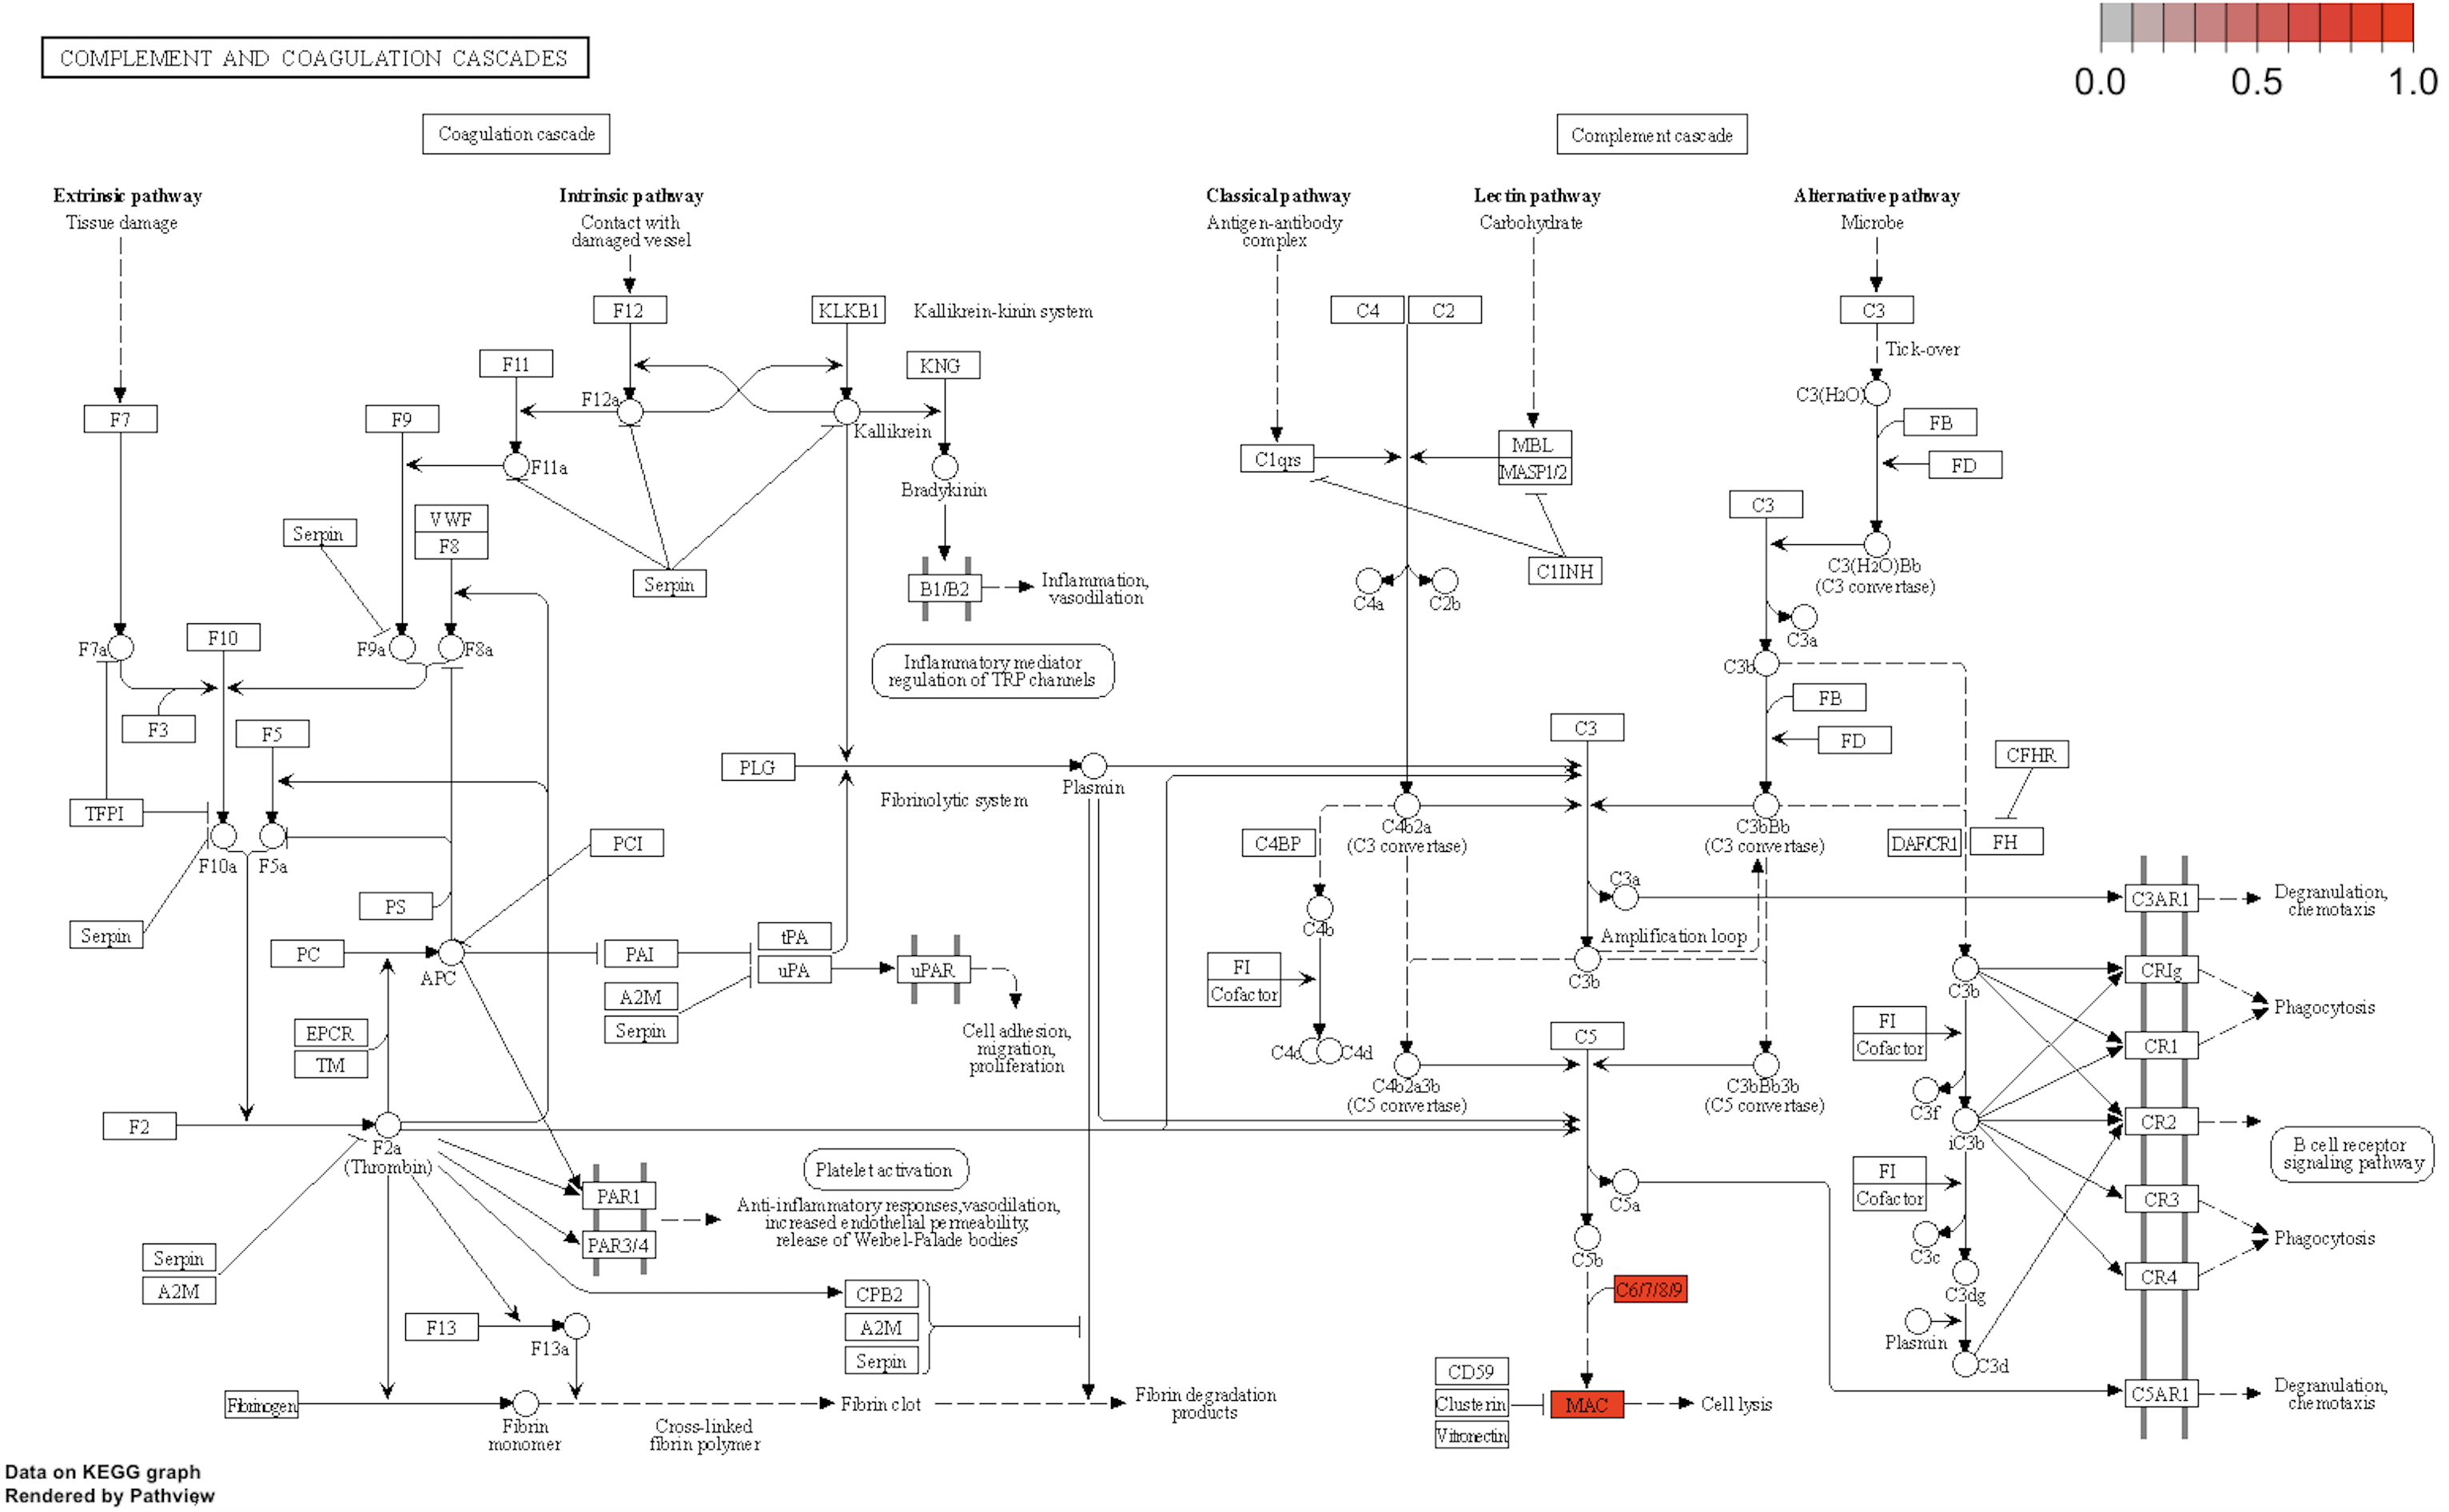 COMPLEMENT AND COAGULATION CASCADES
0.0
0.5
1.0
Coagulation cascade
Complement cascade
Extrinsic pathway
Tissue damage
Intrinsic pathway
Contact with
damaged vessel
Classical pathway
Antigen-antibody
complex
Lectin pathway
Carbohydrate
Alternative pathway
Microbe
F12
KLKB1
Kallikrein-kinin system
C4
C2
C3
Tick-over
F11
KNG
C3(H2O)
F12a
F7
F9
Kallikrein
FB
F11a
Bradykinin
C1qrs
MBL
MASP1/2
FD
VWF
F8
Serpin
C3
Serpin
B1/B2
Inflammation,
vasodilation
C4a
C2b
C1INH
C3(H2O)Bb
(C3 convertase)
C3a
F7a
F10
F9a
F8a
Inflammatory mediator
regulation of TRP channels
C3b
F3
F5
FB
C3
FD
CFHR
PLG
Plasmin
Fibrinolytic system
TFPI
F10a
F5a
PCI
C4b2a
(C3 convertase)
C3bBb
(C3 convertase)
C4BP
DAF/CR1
FH
PS
C3a
C3AR1
Degranulation,
chemotaxis
C4b
Serpin
PC
APC
PAI
tPA
uPA
uPAR
Amplification loop
C3b
FI
Cofactor
C3b
CRIg
Phagocytosis
A2M
Serpin
EPCR
TM
Cell adhesion,
migration,
proliferation
C4c
C4d
C5
FI
Cofactor
CR1
C4b2a3b
(C5 convertase)
C3bBb3b
(C5 convertase)
C3f
iC3b
CR2
B cell receptor
signaling pathway
F2
F2a
(Thrombin)
Platelet activation
PAR1
PAR3/4
Anti-inflammatory responses,vasodilation,
increased endothelial permeability,
release of Weibel-Palade bodies
C5a
C5b
FI
Cofactor
CR3
C3c
Phagocytosis
CR4
C3dg
Serpin
A2M
CPB2
A2M
Serpin
C6/7/8/9
F13
F13a
Plasmin
C3d
CD59
Clusterin
Vitronectin
MAC
Cell lysis
C5AR1
Degranulation,
chemotaxis
Fibrinogen
Fibrin
monomer
Cross-linked
fibrin polymer
Fibrin clot
Fibrin degradation
products
Data on KEGG graph
Rendered by Pathview